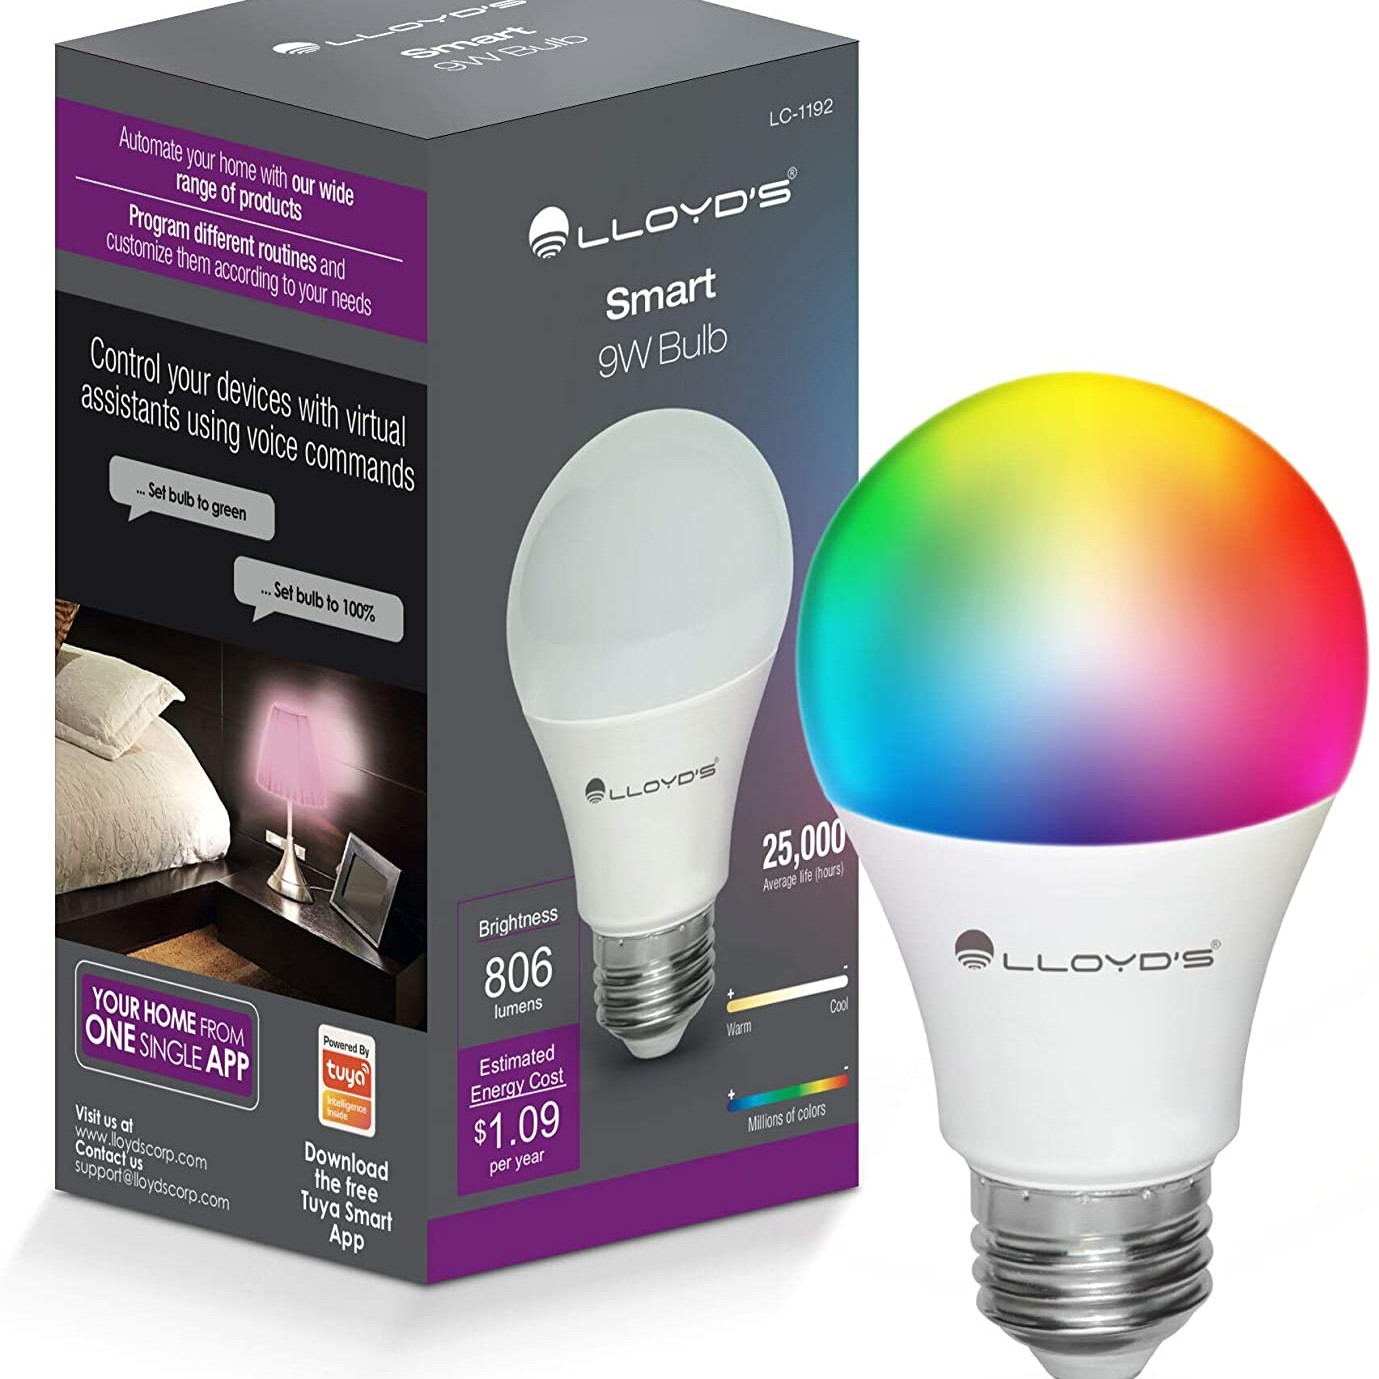 LLOYD'S
Smart
9W Bulb
Automate your home with our wide
range of products
Program different routines and
customize them according to your needs
Control your devices with virtual
assistants using voice commands
... Set bulb to green
... Set bulb to 100%
YOUR HOME FROM
ONE SINGLE APP
Visit us at
www.lloydscorp.com
Contact us
support@lloydscorp.com
Powered By
tuya
Intelligence
Inside
Download
the free
Tuya Smart
App
LC-1192
LLOYD'S®
Smart
9W Bulb
LLOYD'S
25,000
Average life (hours)
Brightness
806
lumens
Estimated
Energy Cost
$1.09
per year
+ -
Warm Cool
+ -
Millions of colors
LLOYD'S®